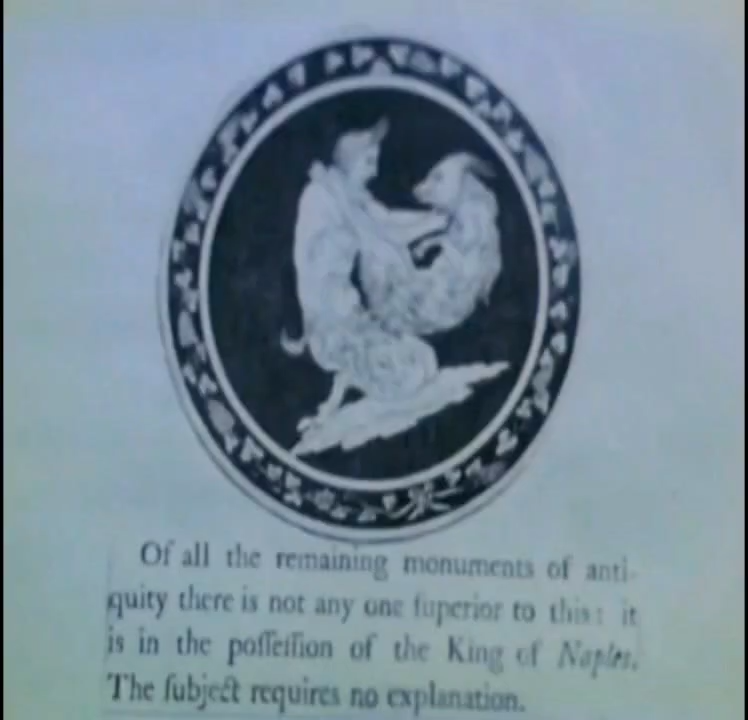 Of all the remaining monuments of anti-
quity there is not any one ſuperior to this: it
is in the poſſeſſion of the King of Naples.
The ſubject requires no explanation.